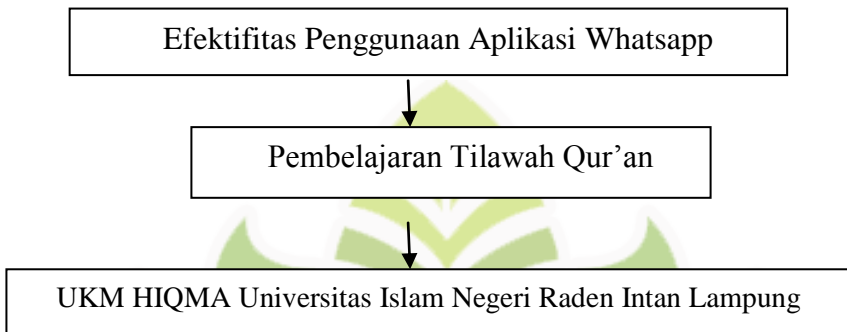 Efektifitas Penggunaan Aplikasi Whatsapp
Pembelajaran Tilawah Qur’an
UKM HIQMA Universitas Islam Negeri Raden Intan Lampung